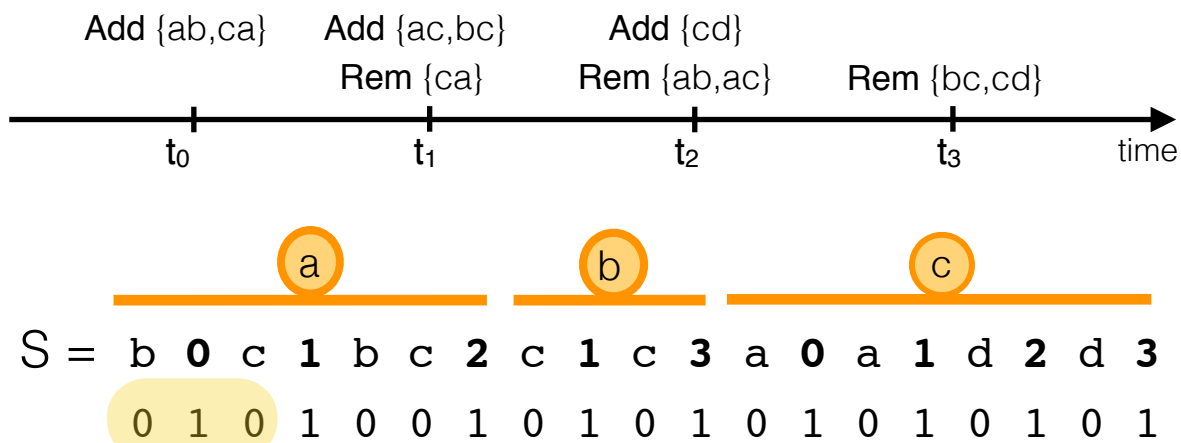 Add {ab,ca} Add {ac,bc} Add {cd}
Rem {ca} Rem {ab,ac} Rem {bc,cd}
t₀ t₁ t₂ t₃ time
a b c
S = b 0 c 1 b c 2 c 1 c 3 a 0 a 1 d 2 d 3
0 1 0 1 0 0 1 0 1 0 1 0 1 0 1 0 1 0 1